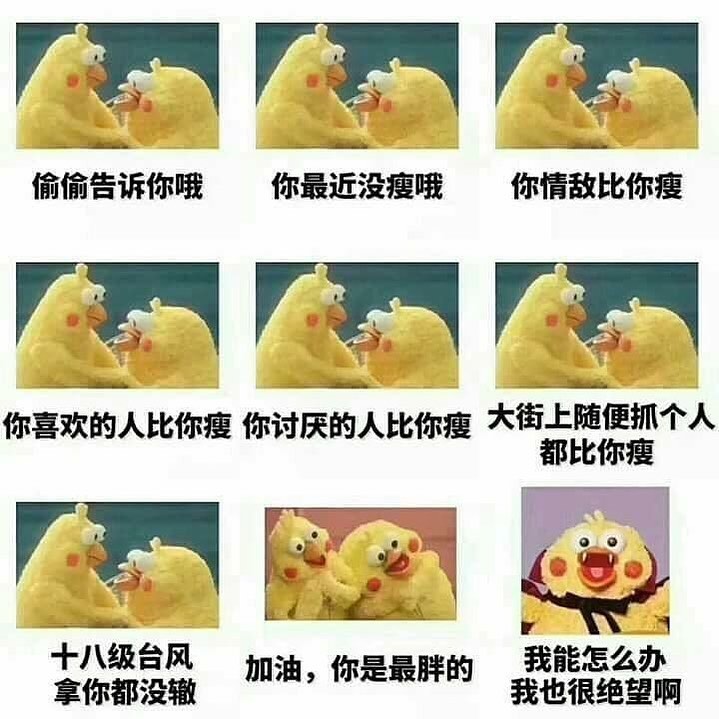 偷偷告诉你哦
你最近没瘦哦
你情敌比你瘦
你喜欢的人比你瘦
你讨厌的人比你瘦
大街上随便抓个人
都比你瘦
十八级台风
拿你都没辙
加油，你是最胖的
我能怎么办
我也很绝望啊